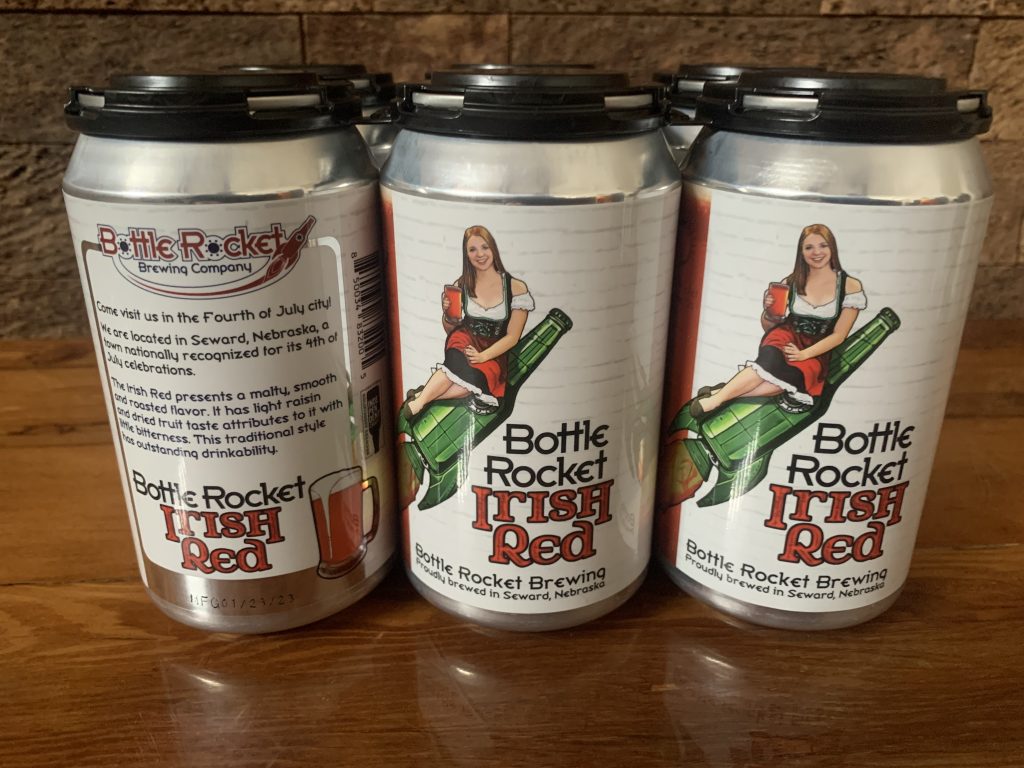 Bottle Rocket
Brewing Company
Come visit us in the Fourth of July city!
We are located in Seward, Nebraska, a
town nationally recognized for its 4th of
July celebrations.
The Irish Red presents a malty, smooth
and roasted flavor. It has light raisin
and dried fruit taste attributes to it with
little bitterness. This traditional style
has outstanding drinkability.
Bottle Rocket
Irish
Red
Bottle
Rocket
Irish
Red
Bottle Rocket Brewing
Proudly brewed in Seward, Nebraska
Bottle
Rocket
Irish
Red
Bottle Rocket Brewing
Proudly brewed in Seward, Nebraska